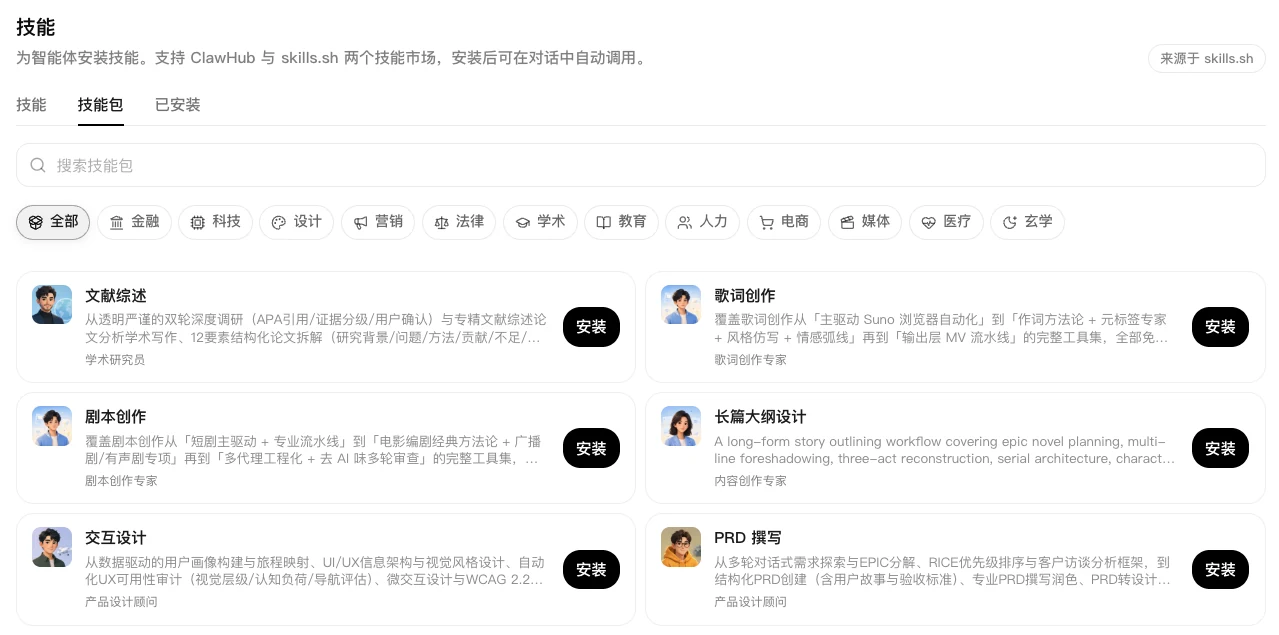 技能
为智能体安装技能。支持 ClawHub 与 skills.sh 两个技能市场，安装后可在对话中自动调用。
来源于 skills.sh
技能
技能包
已安装
搜索技能包
全部
金融
科技
设计
营销
法律
学术
教育
人力
电商
媒体
医疗
玄学
文献综述
从透明严谨的双轮深度调研（APA引用/证据分级/用户确认）与专精文献综述论
文分析学术写作、12要素结构化论文拆解（研究背景/问题/方法/贡献/不足/...
学术研究员
安装
歌词创作
覆盖歌词创作从「主驱动 Suno 浏览器自动化」到「作词方法论 + 元标签专家
+ 风格仿写 + 情感弧线」再到「输出层 MV 流水线」的完整工具集，全部免...
歌词创作专家
安装
剧本创作
覆盖剧本创作从「短剧主驱动 + 专业流水线」到「电影编剧经典方法论 + 广播
剧/有声剧专项」再到「多代理工程化 + 去 AI 味多轮审查」的完整工具集，...
剧本创作专家
安装
长篇大纲设计
A long-form story outlining workflow covering epic novel planning, multi-
line foreshadowing, three-act reconstruction, serial architecture, charact...
内容创作专家
安装
交互设计
从数据驱动的用户画像构建与旅程映射、UI/UX信息架构与视觉风格设计、自动
化UX可用性审计（视觉层级/认知负荷/导航评估）、微交互设计与WCAG 2.2...
产品设计顾问
安装
PRD 撰写
从多轮对话式需求探索与EPIC分解、RICE优先级排序与客户访谈分析框架，到
结构化PRD创建（含用户故事与验收标准）、专业PRD撰写润色、PRD转设计...
产品设计顾问
安装